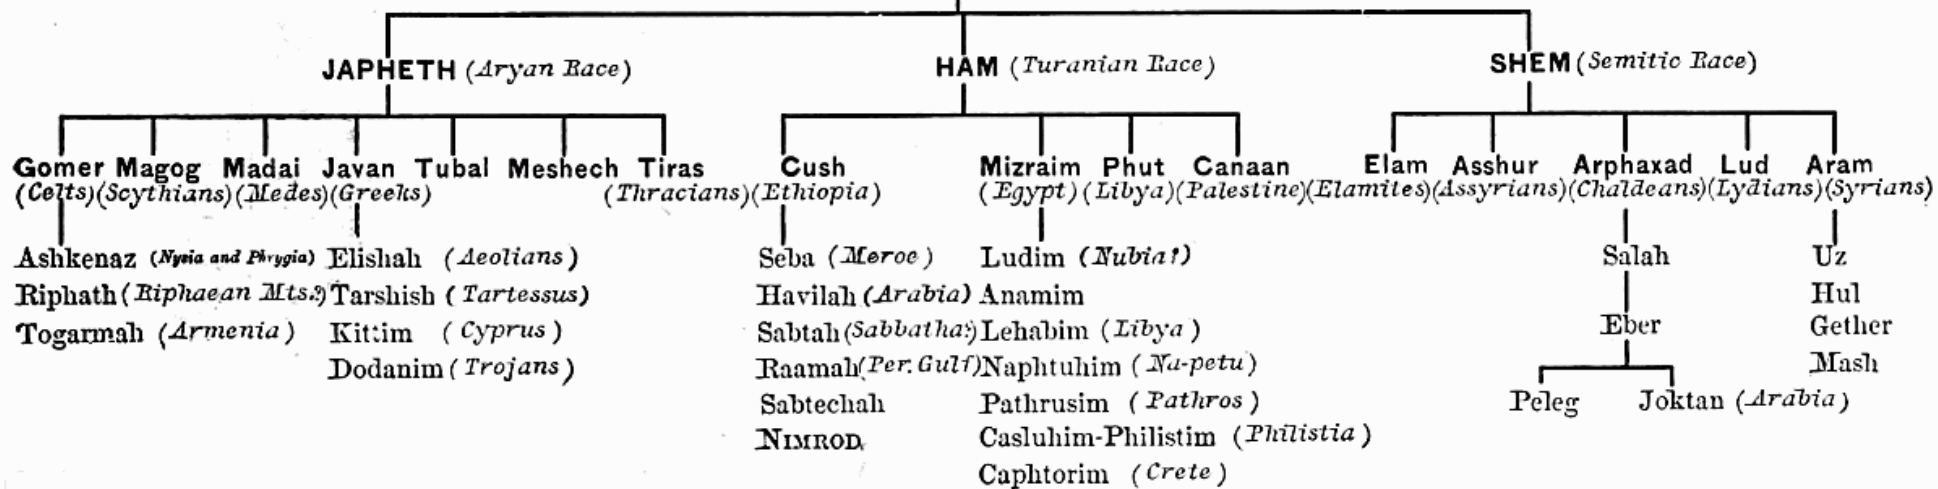 JAPHETH (Aryan Race) HAM (Turanian Race) SHEM (Semitic Race)
Gomer Magog Madai Javan Tubal Meshech Tiras Cush Mizraim Phut Canaan Elam Asshur Arphaxad Lud Aram
(Celts) (Scythians) (Medes) (Greeks) (Thracians) (Ethiopia) (Egypt) (Libya) (Palestine) (Elamites) (Assyrians) (Chaldeans) (Lydians) (Syrians)
Ashkenaz (Nysia and Phrygia) Elishah (Aeolians) Seba (Meroe) Ludim (Nubia?) Salah Uz
Riphath (Riphaean Mts.?) Tarshish (Tartessus) Havilah (Arabia) Anamim Hul
Togarmah (Armenia) Kittim (Cyprus) Sabtah (Sabbatha?) Lehabim (Libya) Eber Gether
Dodanim (Trojans) Raamah (Per. Gulf) Naphtuhim (Na-petu) Mash
Sabtechah Pathrusim (Pathros) Peleg Joktan (Arabia)
NIMROD Casluhim-Philistim (Philistia)
Caphtorim (Crete)